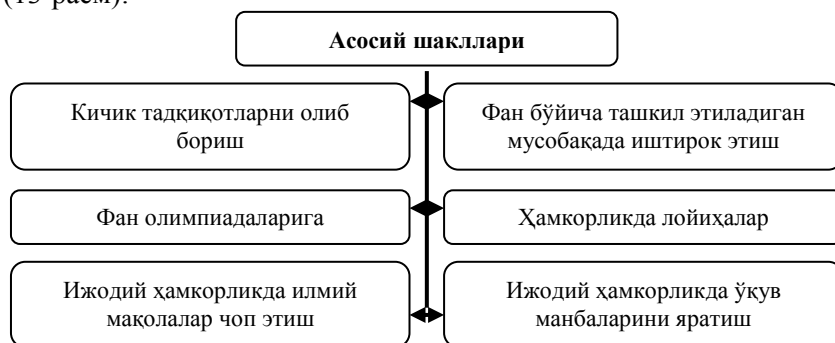 (15-расм).
Асосий шакллари
Кичик тадқиқотларни олиб
бориш
Фан бўйича ташкил этиладиган
мусобақада иштирок этиш
Фан олимпиадаларига
Ҳамкорликда лойиҳалар
Ижодий ҳамкорликда илмий
мақолалар чоп этиш
Ижодий ҳамкорликда ўқув
манбаларини яратиш